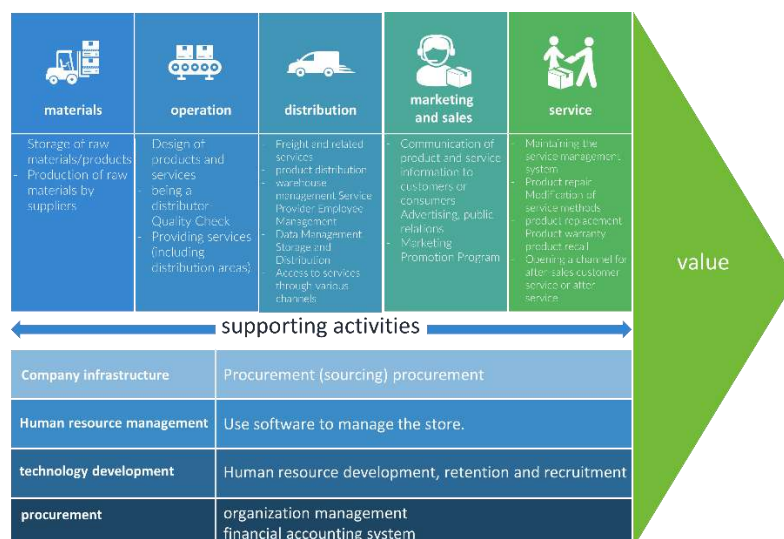 materials
Storage of raw
materials/products
- Production of raw
materials by
suppliers
operation
- Design of
products and
services
- being a
distributor
Quality Check
- Providing services
(including
distribution areas)
distribution
- Freight and related
services
- product distribution
- warehouse
management Service
Provider Employee
Management
- Data Management
Storage and
Distribution
- Access to services
through various
channels
marketing
and sales
- Communication of
product and service
information to
customers or
consumers
Advertising, public
relations
- Marketing
Promotion Program
service
- Maintaining the
service management
system
- Product repair
Modification of
service methods
- product replacement
Product warranty
product recall
- Opening a channel for
after-sales customer
service or after
service
value
supporting activities
Company infrastructure
Procurement (sourcing) procurement
Human resource management
Use software to manage the store.
technology development
Human resource development, retention and recruitment
procurement
organization management
financial accounting system